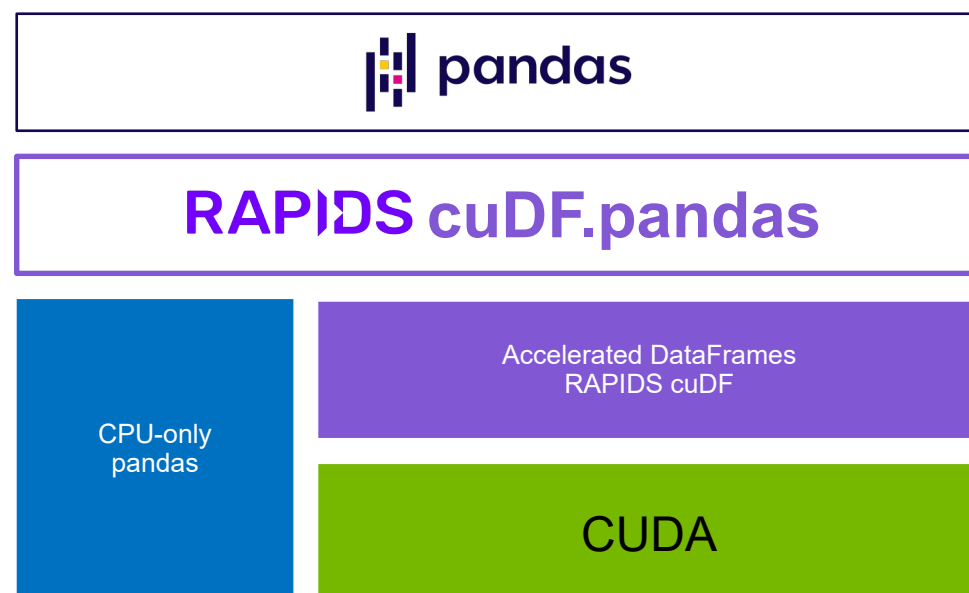 pandas
RAPIDS cuDF.pandas
Accelerated DataFrames
RAPIDS cuDF
CPU-only
pandas
CUDA